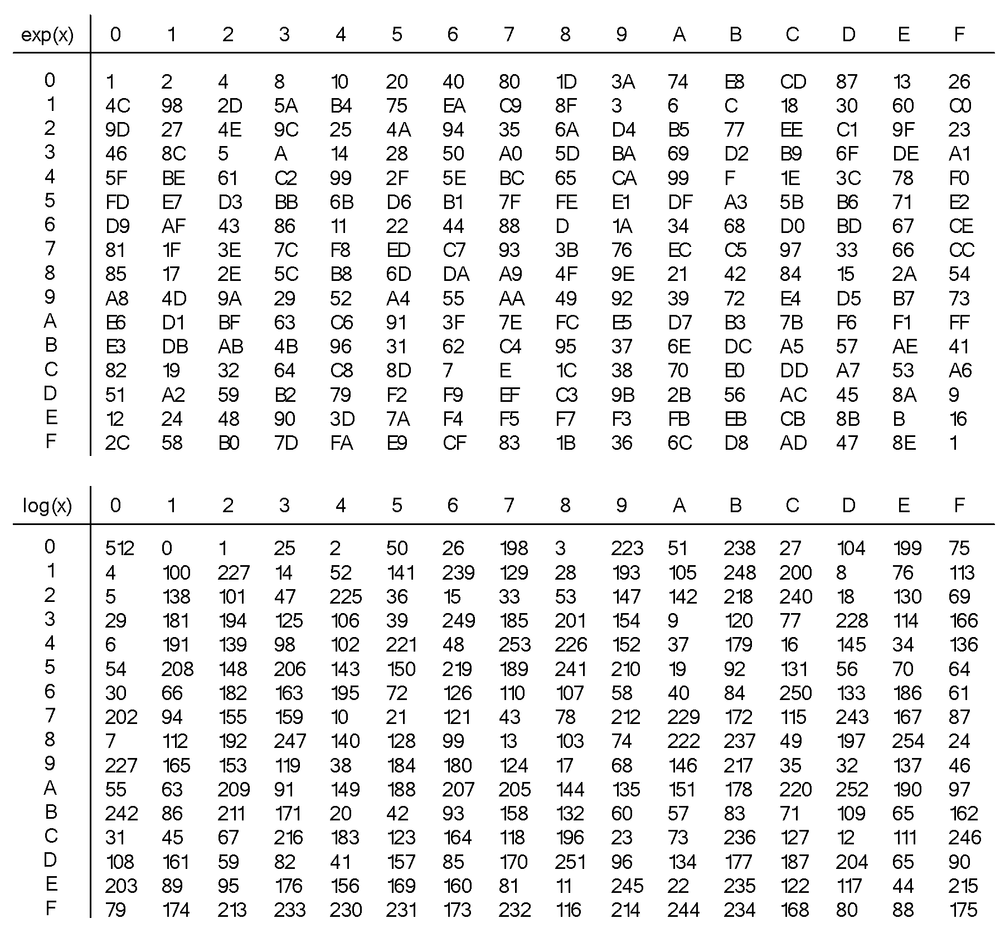 exp(x) 0 1 2 3 4 5 6 7 8 9 A B C D E F
0 1 2 4 8 10 20 40 80 1D 3A 74 E8 CD 87 13 26
1 4C 98 2D 5A B4 75 EA C9 8F 3 6 C 18 30 60 C0
2 9D 27 4E 9C 25 4A 94 35 6A D4 B5 77 EE C1 9F 23
3 46 8C 5 A 14 28 50 A0 5D BA 69 D2 B9 6F DE A1
4 5F BE 61 C2 99 2F 5E BC 65 CA 99 F 1E 3C 78 F0
5 FD E7 D3 BB 6B D6 B1 7F FE E1 DF A3 5B B6 71 E2
6 D9 AF 43 86 11 22 44 88 D 1A 34 68 D0 BD 67 CE
7 81 1F 3E 7C F8 ED C7 93 3B 76 EC C5 97 33 66 CC
8 85 17 2E 5C B8 6D DA A9 4F 9E 21 42 84 15 2A 54
9 A8 4D 9A 29 52 A4 55 AA 49 92 39 72 E4 D5 B7 73
A E6 D1 BF 63 C6 91 3F 7E FC E5 D7 B3 7B F6 F1 FF
B E3 DB AB 4B 96 31 62 C4 95 37 6E DC A5 57 AE 41
C 82 19 32 64 C8 8D 7 E 1C 38 70 E0 DD A7 53 A6
D 51 A2 59 B2 79 F2 F9 EF C3 9B 2B 56 AC 45 8A 9
E 12 24 48 90 3D 7A F4 F5 F7 F3 FB EB CB 8B B 16
F 2C 58 B0 7D FA E9 CF 83 1B 36 6C D8 AD 47 8E 1
log(x) 0 1 2 3 4 5 6 7 8 9 A B C D E F
0 512 0 1 25 2 50 26 198 3 223 51 238 27 104 199 75
1 4 100 227 14 52 141 239 129 28 193 105 248 200 8 76 113
2 5 138 101 47 225 36 15 33 53 147 142 218 240 18 130 69
3 29 181 194 125 106 39 249 185 201 154 9 120 77 228 114 166
4 6 191 139 98 102 221 48 253 226 152 37 179 16 145 34 136
5 54 208 148 206 143 150 219 189 241 210 19 92 131 56 70 64
6 30 66 182 163 195 72 126 110 107 58 40 84 250 133 186 61
7 202 94 155 159 10 21 121 43 78 212 229 172 115 243 167 87
8 7 112 192 247 140 128 99 13 103 74 222 237 49 197 254 24
9 227 165 153 119 38 184 180 124 17 68 146 217 35 32 137 46
A 55 63 209 91 149 188 207 205 144 135 151 178 220 252 190 97
B 242 86 211 171 20 42 93 158 132 60 57 83 71 109 65 162
C 31 45 67 216 183 123 164 118 196 23 73 236 127 12 111 246
D 108 161 59 82 41 157 85 170 251 96 134 177 187 204 65 90
E 203 89 95 176 156 169 160 81 11 245 22 235 122 117 44 215
F 79 174 213 233 230 231 173 232 116 214 244 234 168 80 88 175